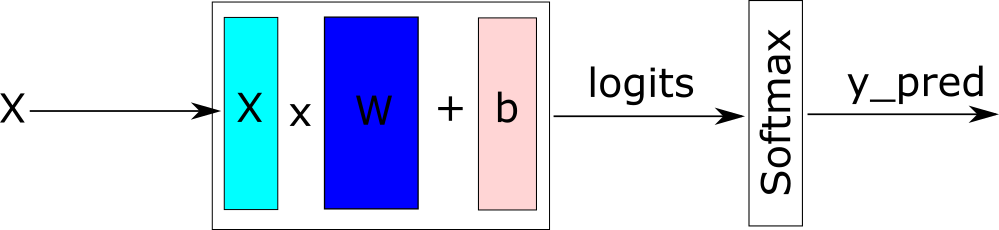 X
X x W + b
logits
Softmax
y_pred